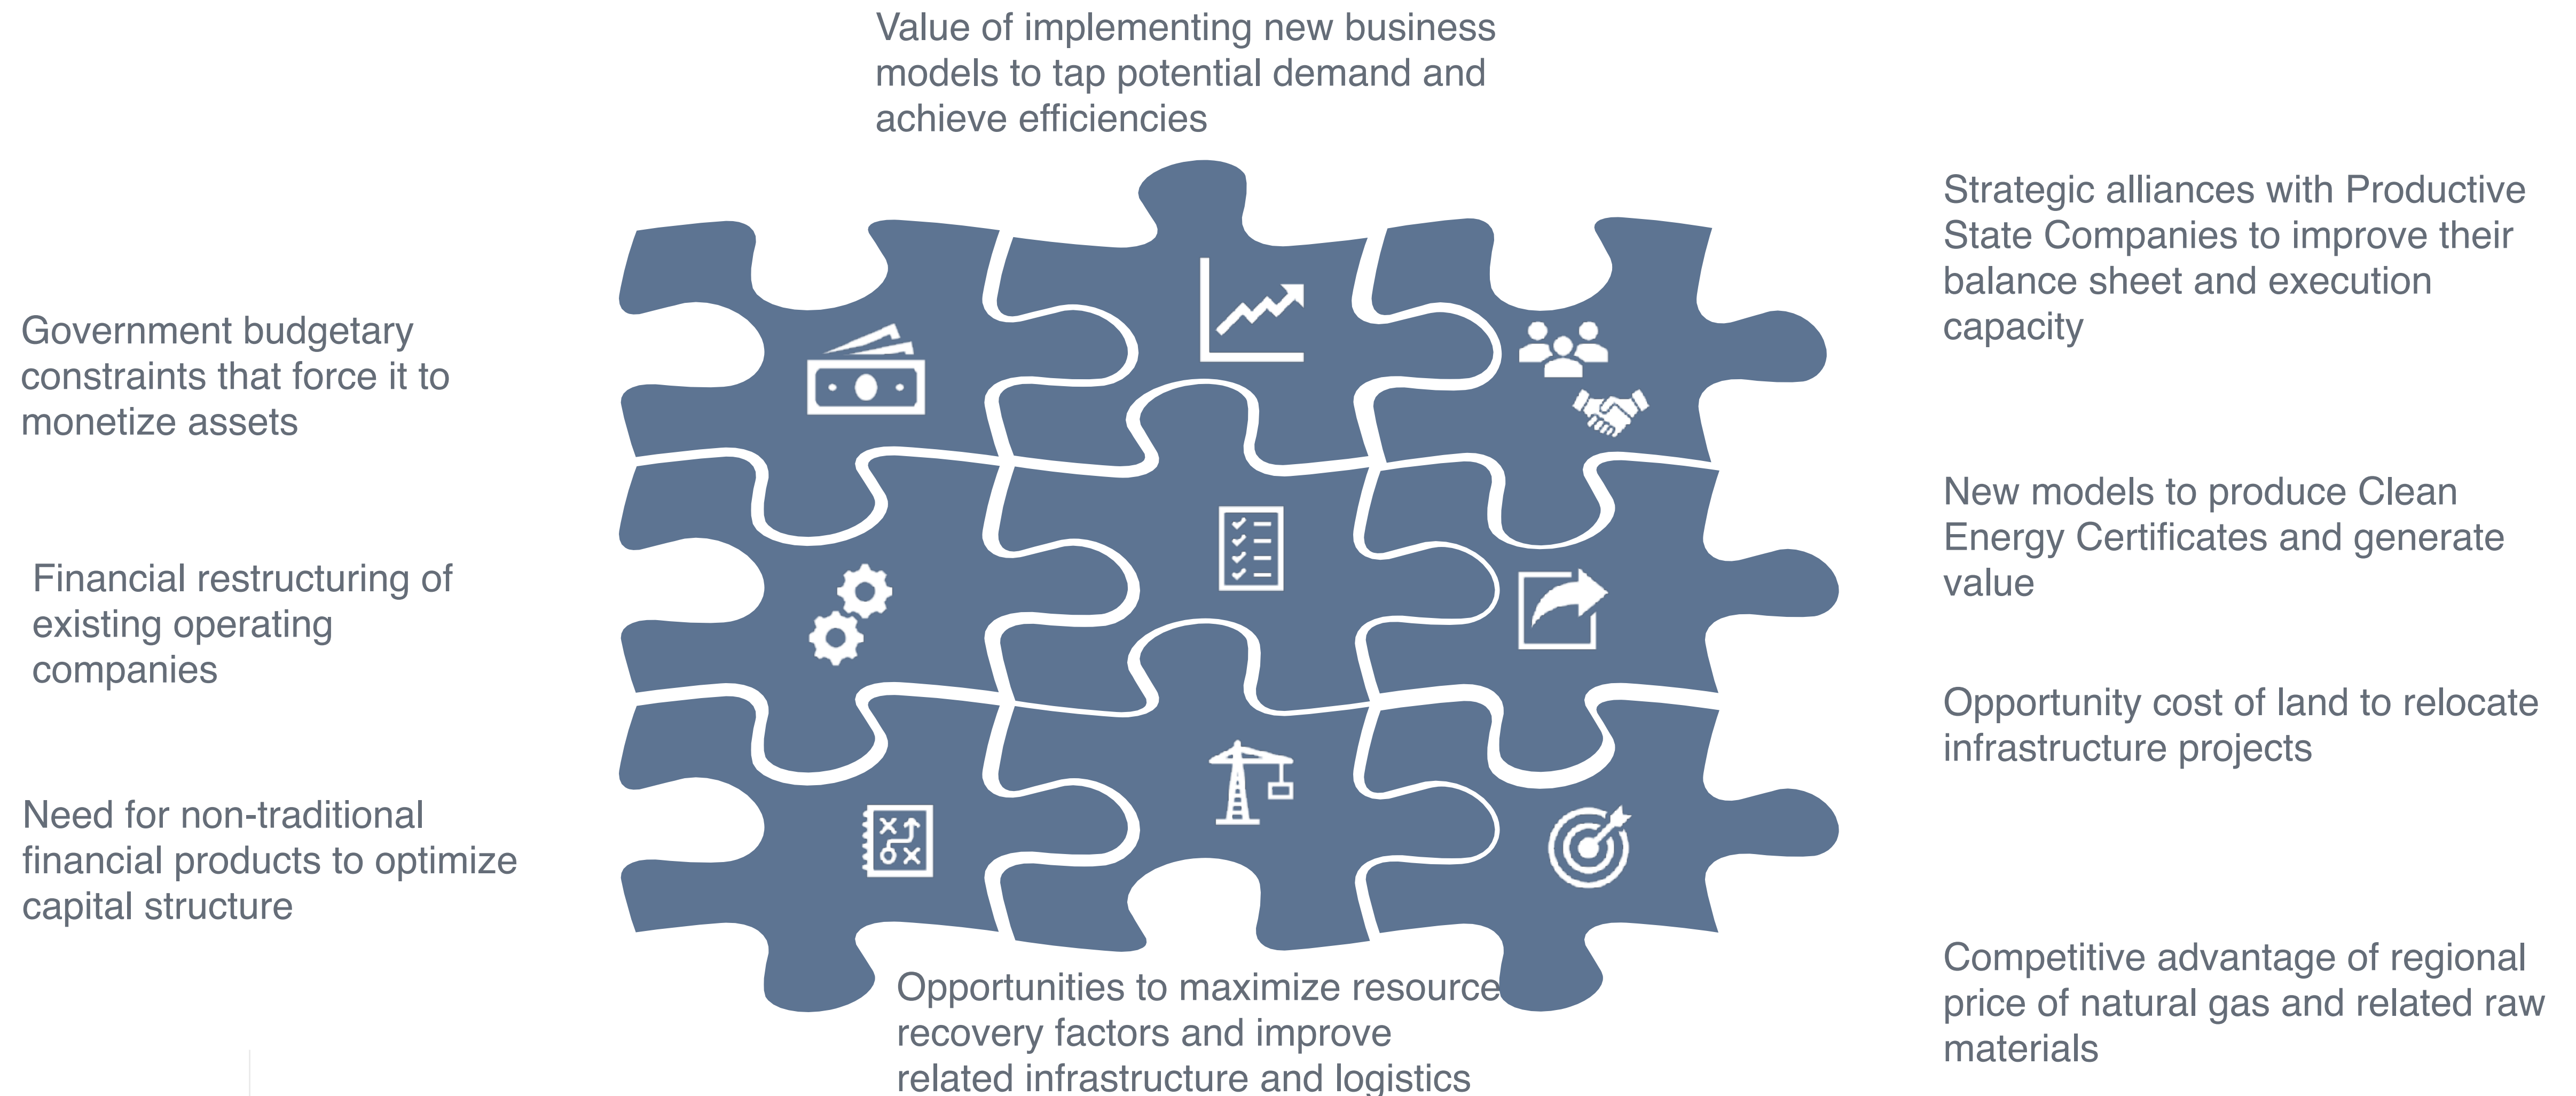 Value of implementing new business
models to tap potential demand and
achieve efficiencies
Government budgetary
constraints that force it to
monetize assets
Financial restructuring of
existing operating
companies
Need for non-traditional
financial products to optimize
capital structure
Strategic alliances with Productive
State Companies to improve their
balance sheet and execution
capacity
New models to produce Clean
Energy Certificates and generate
value
Opportunity cost of land to relocate
infrastructure projects
Competitive advantage of regional
price of natural gas and related raw
materials
Opportunities to maximize resource
recovery factors and improve
related infrastructure and logistics